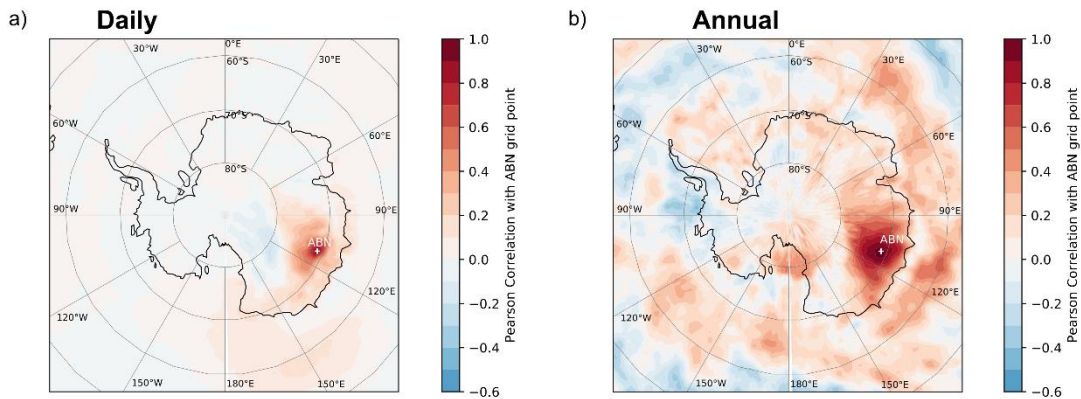 a)
Daily
30°W
0°E
30°E
60°S
60°W
70°S
60°E
80°S
90°W
90°E
ABN
120°W
120°E
150°W
180°E
150°E
1.0
0.8
0.6
0.4
0.2
0.0
−0.2
−0.4
−0.6
Pearson Correlation with ABN grid point
b)
Annual
30°W
0°E
30°E
60°S
60°W
70°S
60°E
80°S
90°W
90°E
ABN
120°W
120°E
150°W
180°E
150°E
1.0
0.8
0.6
0.4
0.2
0.0
−0.2
−0.4
−0.6
Pearson Correlation with ABN grid point